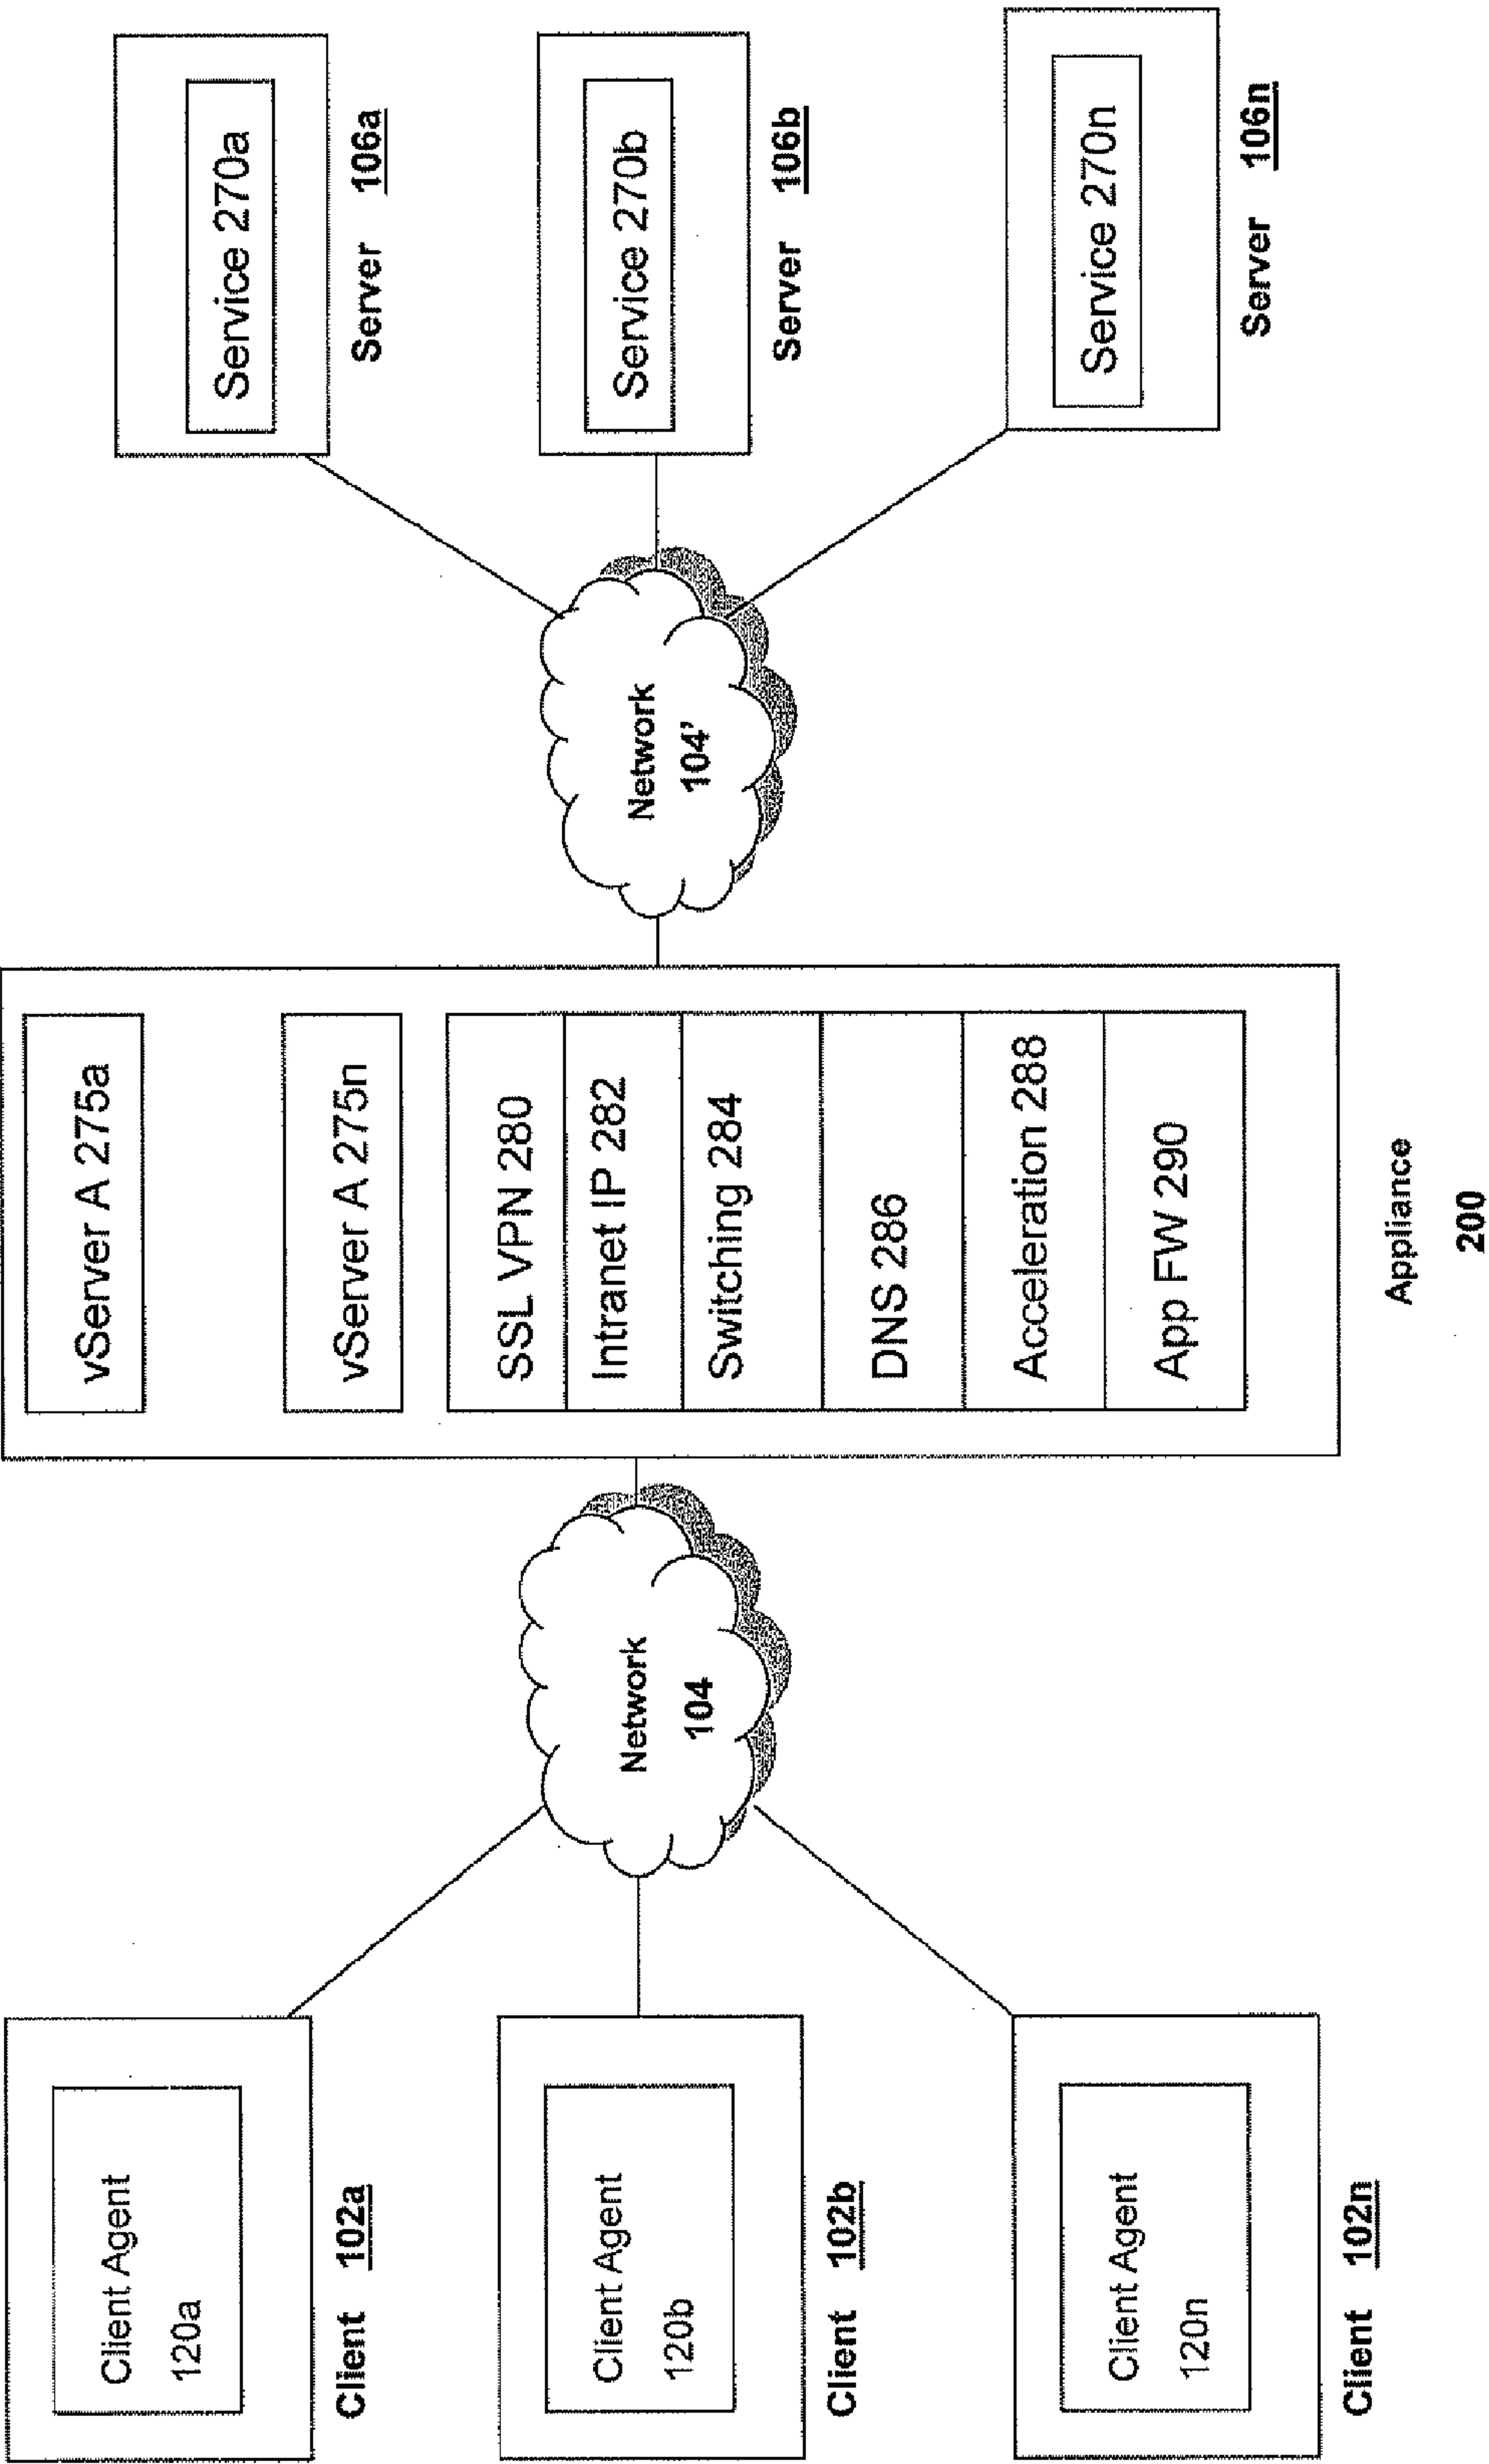 Client Agent
120a
Client 102a
Client Agent
120b
Client 102b
Client Agent
120n
Client 102n
Network
104
vServer A 275a
vServer A 275n
SSL VPN 280
Intranet IP 282
Switching 284
DNS 286
Acceleration 288
App FW 290
Appliance
200
Network
104'
Service 270a
Server 106a
Service 270b
Server 106b
Service 270n
Server 106n